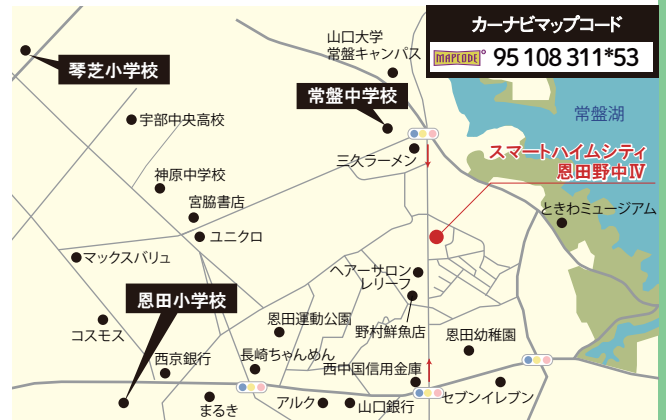 カーナビマップコード
MAPCODE 95 108 311*53
山口大学
常盤キャンパス
琴芝小学校
常盤中学校
常盤湖
宇部中央高校
三久ラーメン
スマートハイムシティ
恩田野中Ⅳ
神原中学校
宮脇書店
ときわミュージアム
ユニクロ
マックスバリュ
ヘアーサロン
レリーフ
恩田小学校
恩田運動公園
野村鮮魚店
恩田幼稚園
コスモス
西京銀行
長崎ちゃんめん
西中国信用金庫
まるき
アルク
山口銀行
セブンイレブン